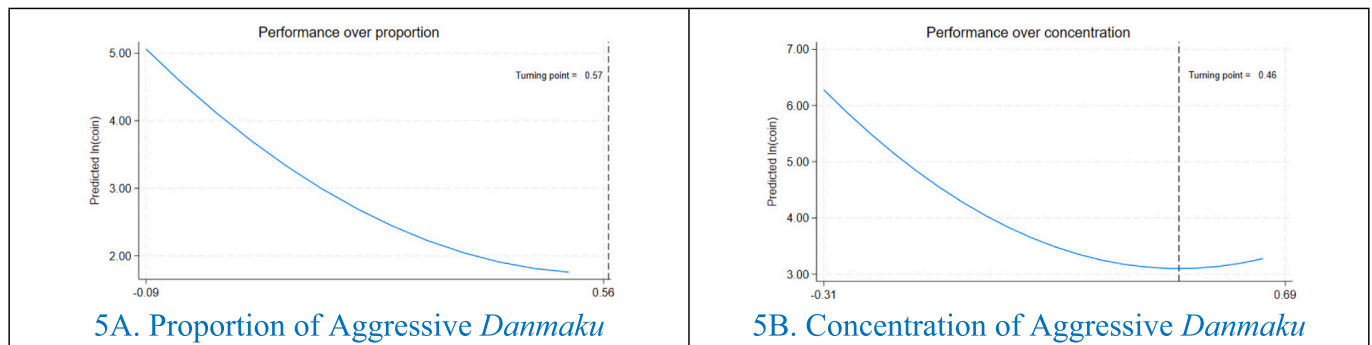 Performance over proportion
5.00
Turning point = 0.57
4.00
Predicted ln(coin)
3.00
2.00
-0.09
0.56
5A. Proportion of Aggressive Danmaku
Performance over concentration
7.00
Turning point = 0.46
6.00
Predicted ln(coin)
5.00
4.00
3.00
-0.31
0.69
5B. Concentration of Aggressive Danmaku